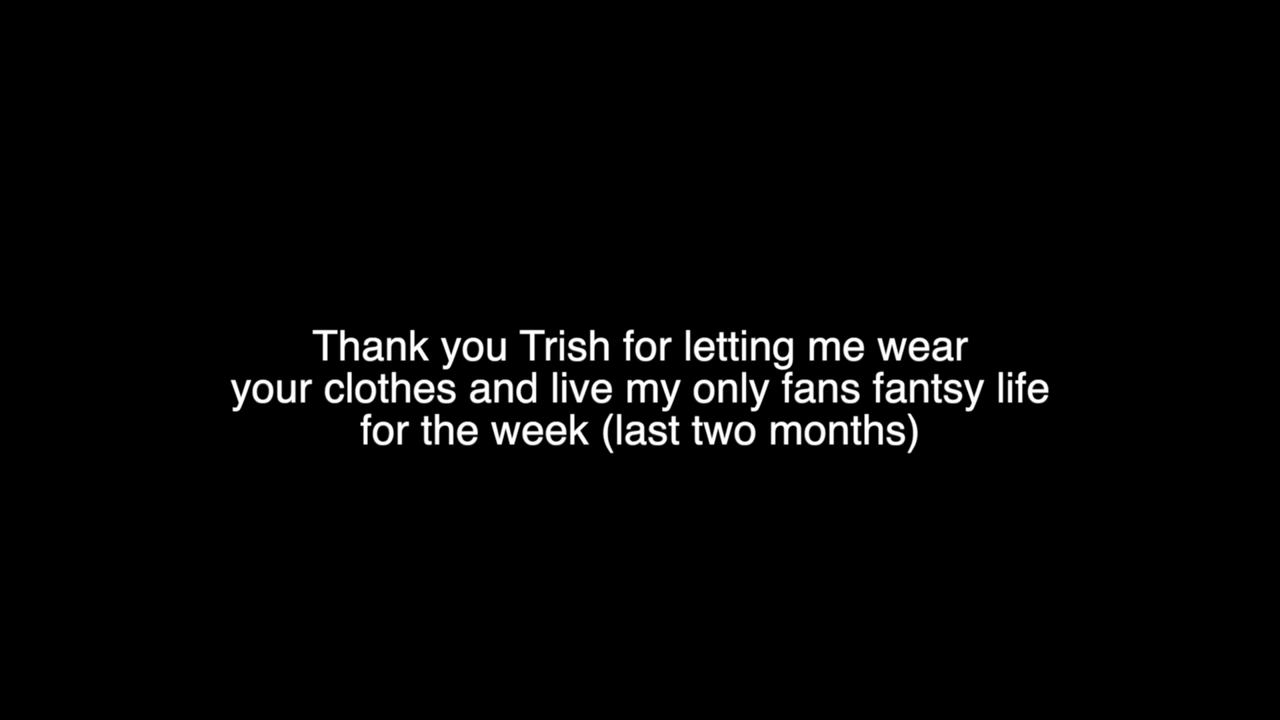 Thank you Trish for letting me wear
your clothes and live my only fans fantsy life
for the week (last two months)